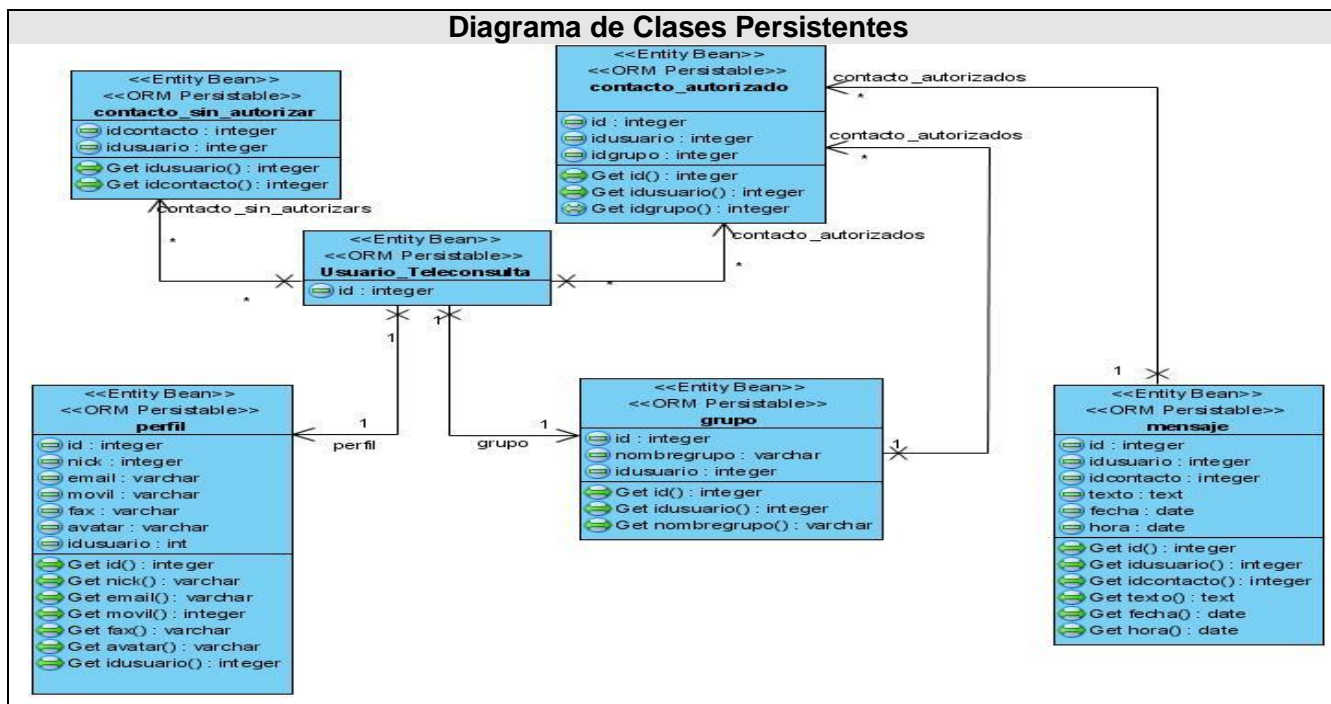 Diagrama de Clases Persistentes
<<Entity Bean>>
<<ORM Persistable>>
contacto_sin_autorizar
idcontacto : integer
idusuario : integer
Get idusuario() : integer
Get idcontacto() : integer
<<Entity Bean>>
<<ORM Persistable>>
contacto_autorizado
id : integer
idusuario : integer
idgrupo : integer
Get id() : integer
Get idusuario() : integer
Get idgrupo() : integer
contacto_autorizados
*
contacto_autorizados
*
contacto_sin_autorizars
*
*
contacto_autorizados
*
*
<<Entity Bean>>
<<ORM Persistable>>
Usuario_Teleconsulta
id : integer
1
1
1
perfil
grupo
1
1
1
<<Entity Bean>>
<<ORM Persistable>>
perfil
id : integer
nick : integer
email : varchar
movil : varchar
fax : varchar
avatar : varchar
idusuario : int
Get id() : integer
Get nick() : varchar
Get email() : varchar
Get movil() : integer
Get fax() : varchar
Get avatar() : varchar
Get idusuario() : integer
<<Entity Bean>>
<<ORM Persistable>>
grupo
id : integer
nombregrupo : varchar
idusuario : integer
Get id() : integer
Get idusuario() : integer
Get nombregrupo() : varchar
1
<<Entity Bean>>
<<ORM Persistable>>
mensaje
id : integer
idusuario : integer
idcontacto : integer
texto : text
fecha : date
hora : date
Get id() : integer
Get idusuario() : integer
Get idcontacto() : integer
Get texto() : text
Get fecha() : date
Get hora() : date